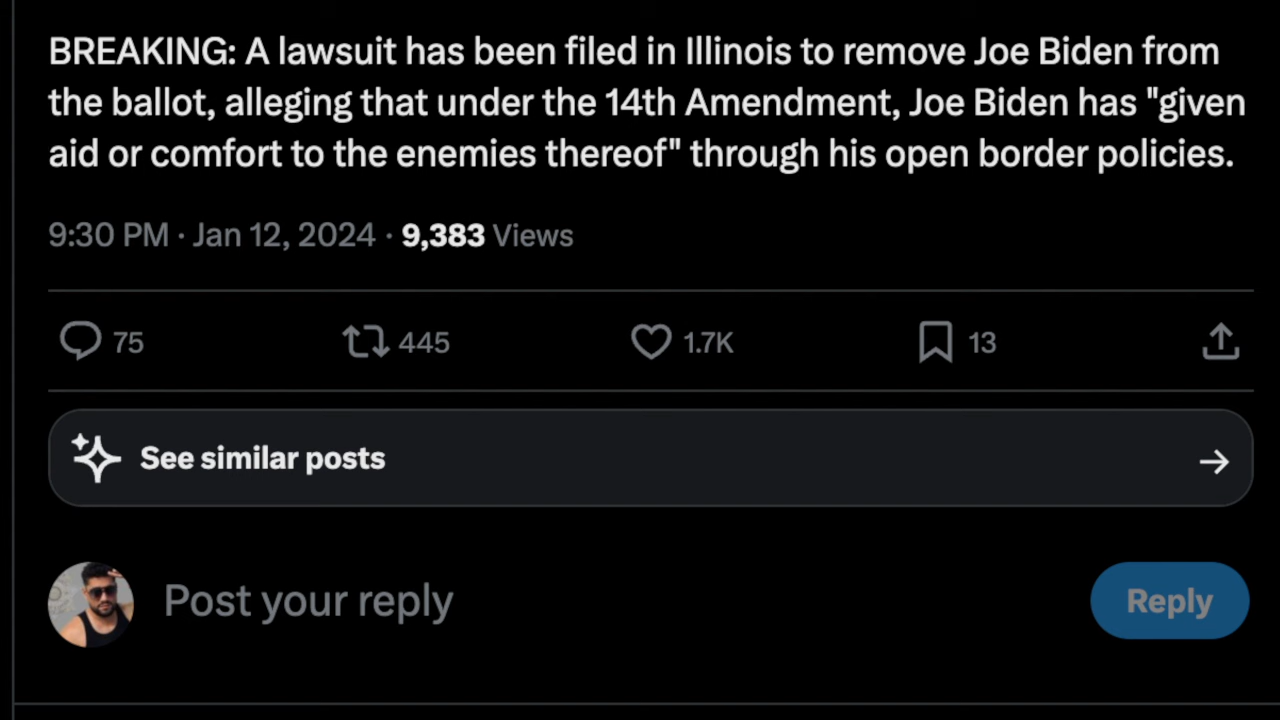 BREAKING: A lawsuit has been filed in Illinois to remove Joe Biden from
the ballot, alleging that under the 14th Amendment, Joe Biden has "given
aid or comfort to the enemies thereof" through his open border policies.
9:30 PM · Jan 12, 2024 · 9,383 Views
75 445 1.7K 13
See similar posts
Post your reply Reply